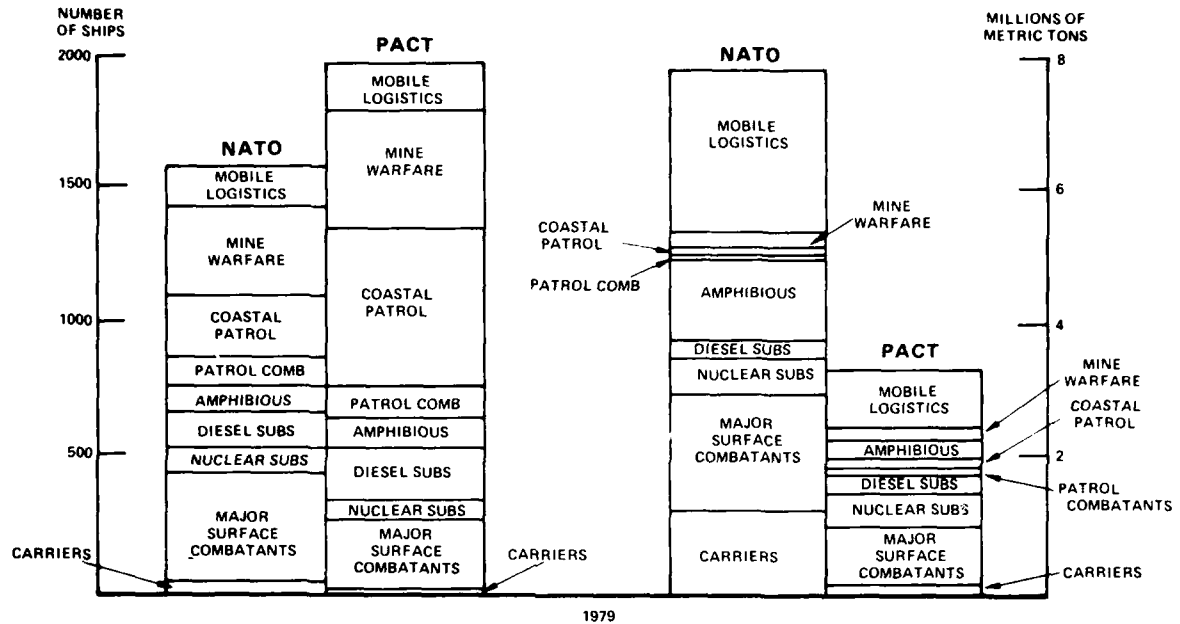 NUMBER
OF SHIPS
2000
1500
1000
500
NATO
MOBILE
LOGISTICS
MINE
WARFARE
COASTAL
PATROL
PATROL COMB
AMPHIBIOUS
DIESEL SUBS
NUCLEAR SUBS
MAJOR
SURFACE
COMBATANTS
CARRIERS
PACT
MOBILE
LOGISTICS
MINE
WARFARE
COASTAL
PATROL
PATROL COMB
AMPHIBIOUS
DIESEL SUBS
NUCLEAR SUBS
MAJOR
SURFACE
COMBATANTS
CARRIERS
NATO
MOBILE
LOGISTICS
MINE
WARFARE
COASTAL
PATROL
PATROL COMB
AMPHIBIOUS
DIESEL SUBS
NUCLEAR SUBS
MAJOR
SURFACE
COMBATANTS
CARRIERS
PACT
MOBILE
LOGISTICS
MINE
WARFARE
AMPHIBIOUS
COASTAL
PATROL
PATROL
COMBATANTS
DIESEL SUBS
NUCLEAR SUBS
MAJOR
SURFACE
COMBATANTS
CARRIERS
MILLIONS OF
METRIC TONS
8
6
4
2
1979